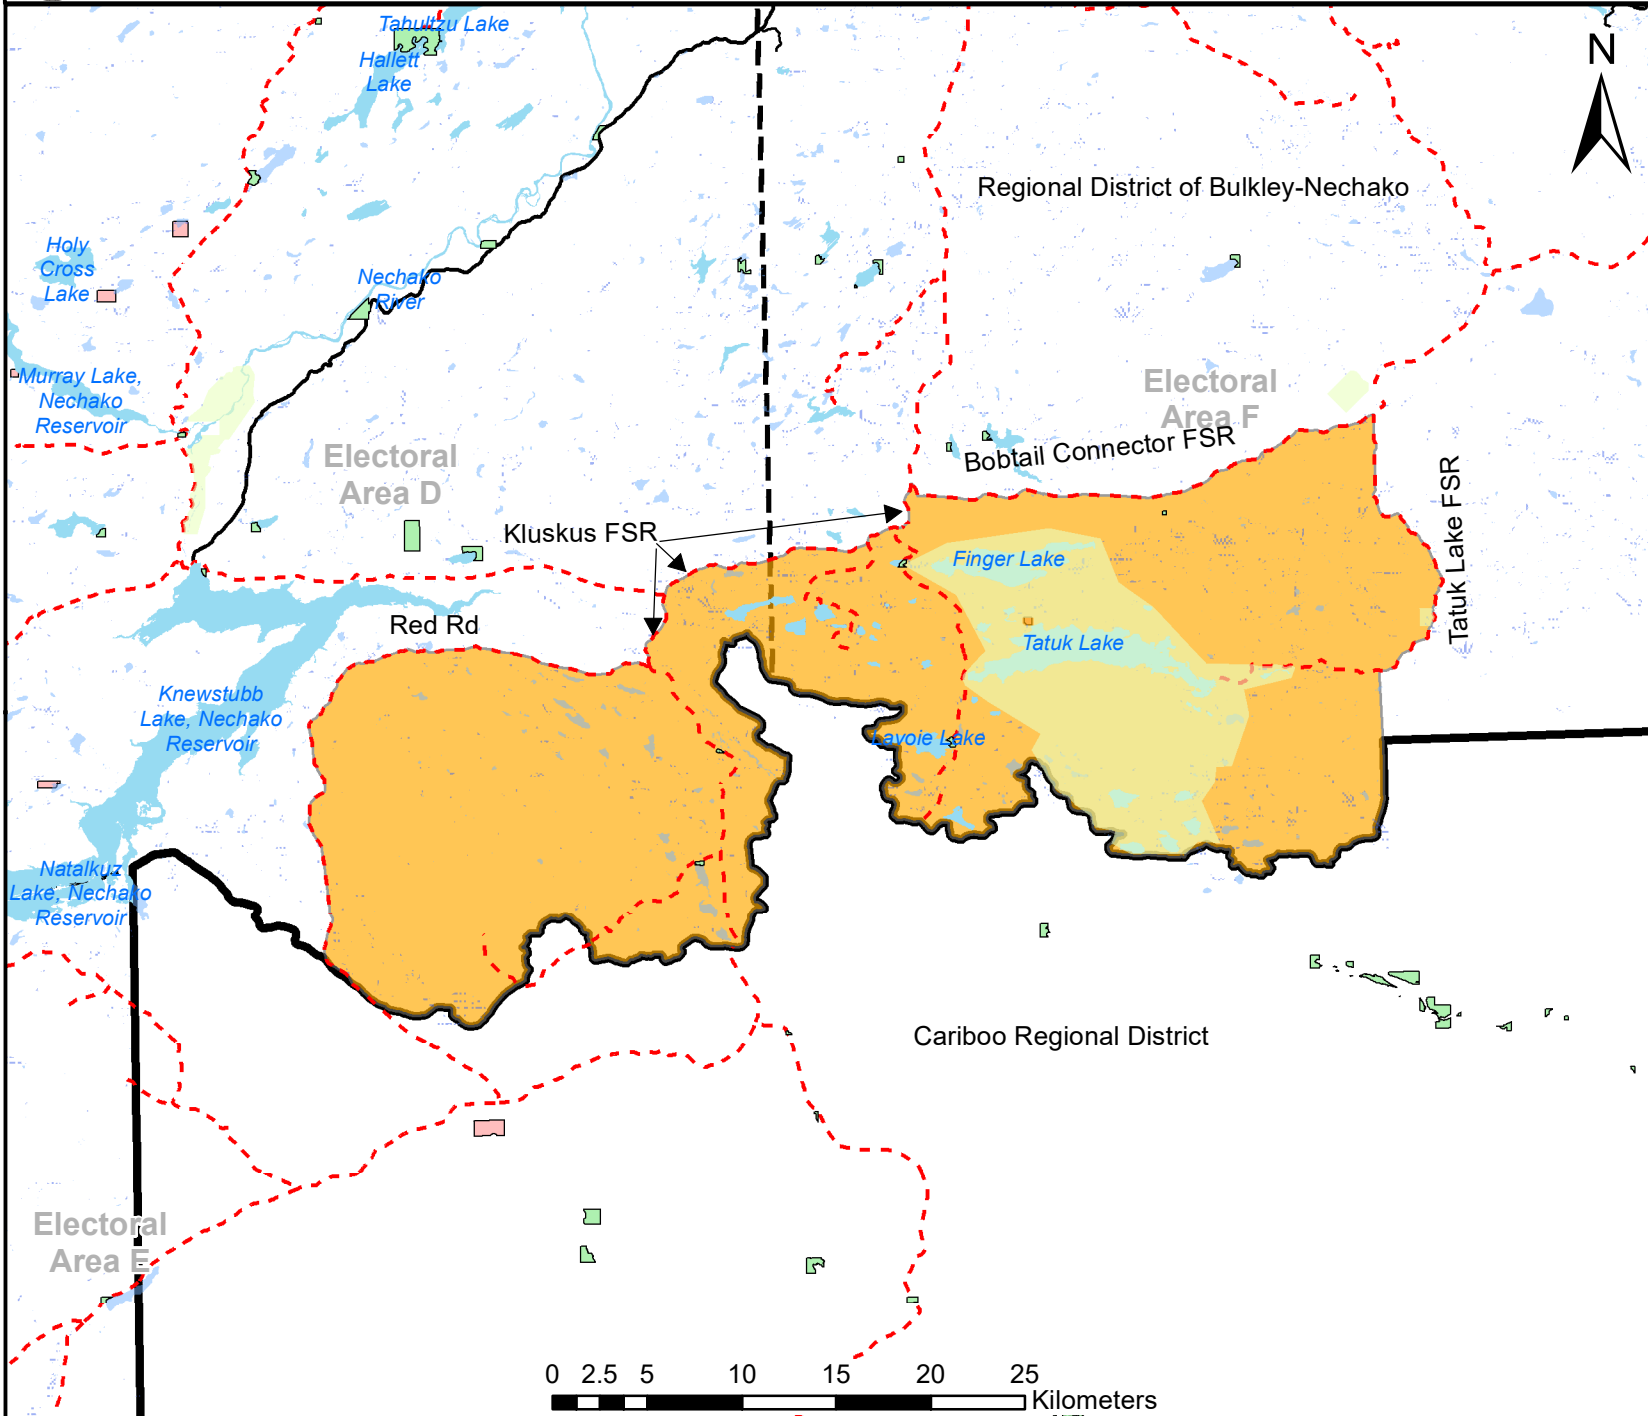 Tahultzu Lake
Hallett
Lake
N
Regional District of Bulkley-Nechako
Holy
Cross
Lake
Nechako
River
Murray Lake,
Nechako
Reservoir
Electoral
Area F
Bobtail Connector FSR
Electoral
Area D
Tatuk Lake FSR
Kluskus FSR
Finger Lake
Red Rd
Tatuk Lake
Knewstubb
Lake, Nechako
Reservoir
Lavoie Lake
Natalkuz
Lake, Nechako
Reservoir
Cariboo Regional District
Electoral
Area E
0 2.5 5 10 15 20 25
Kilometers